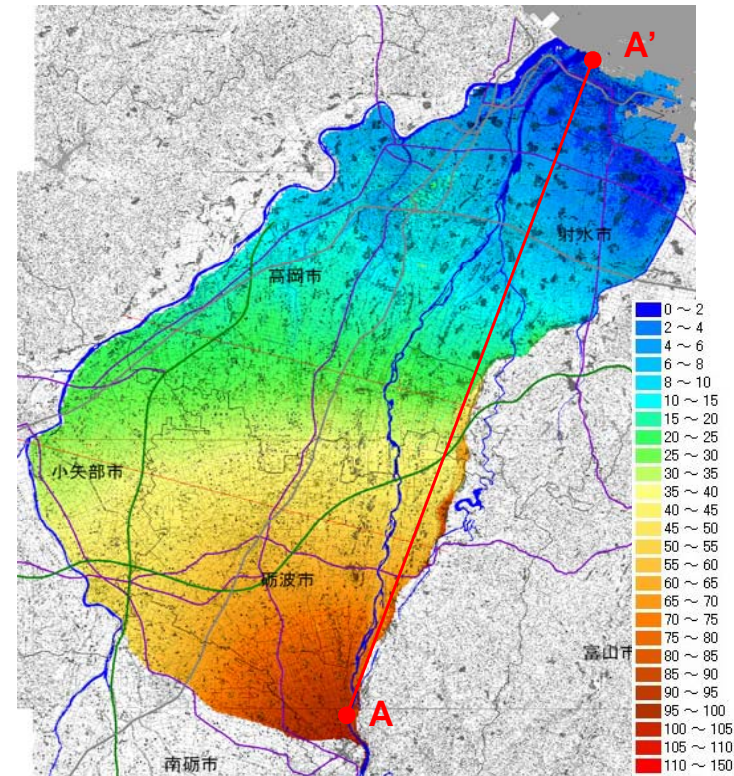 A'
射水市
高岡市
小矢部市
砺波市
富山市
A
南砺市
0 ～ 2
2 ～ 4
4 ～ 6
6 ～ 8
8 ～ 10
10 ～ 15
15 ～ 20
20 ～ 25
25 ～ 30
30 ～ 35
35 ～ 40
40 ～ 45
45 ～ 50
50 ～ 55
55 ～ 60
60 ～ 65
65 ～ 70
70 ～ 75
75 ～ 80
80 ～ 85
85 ～ 90
90 ～ 95
95 ～ 100
100 ～ 105
105 ～ 110
110 ～ 150